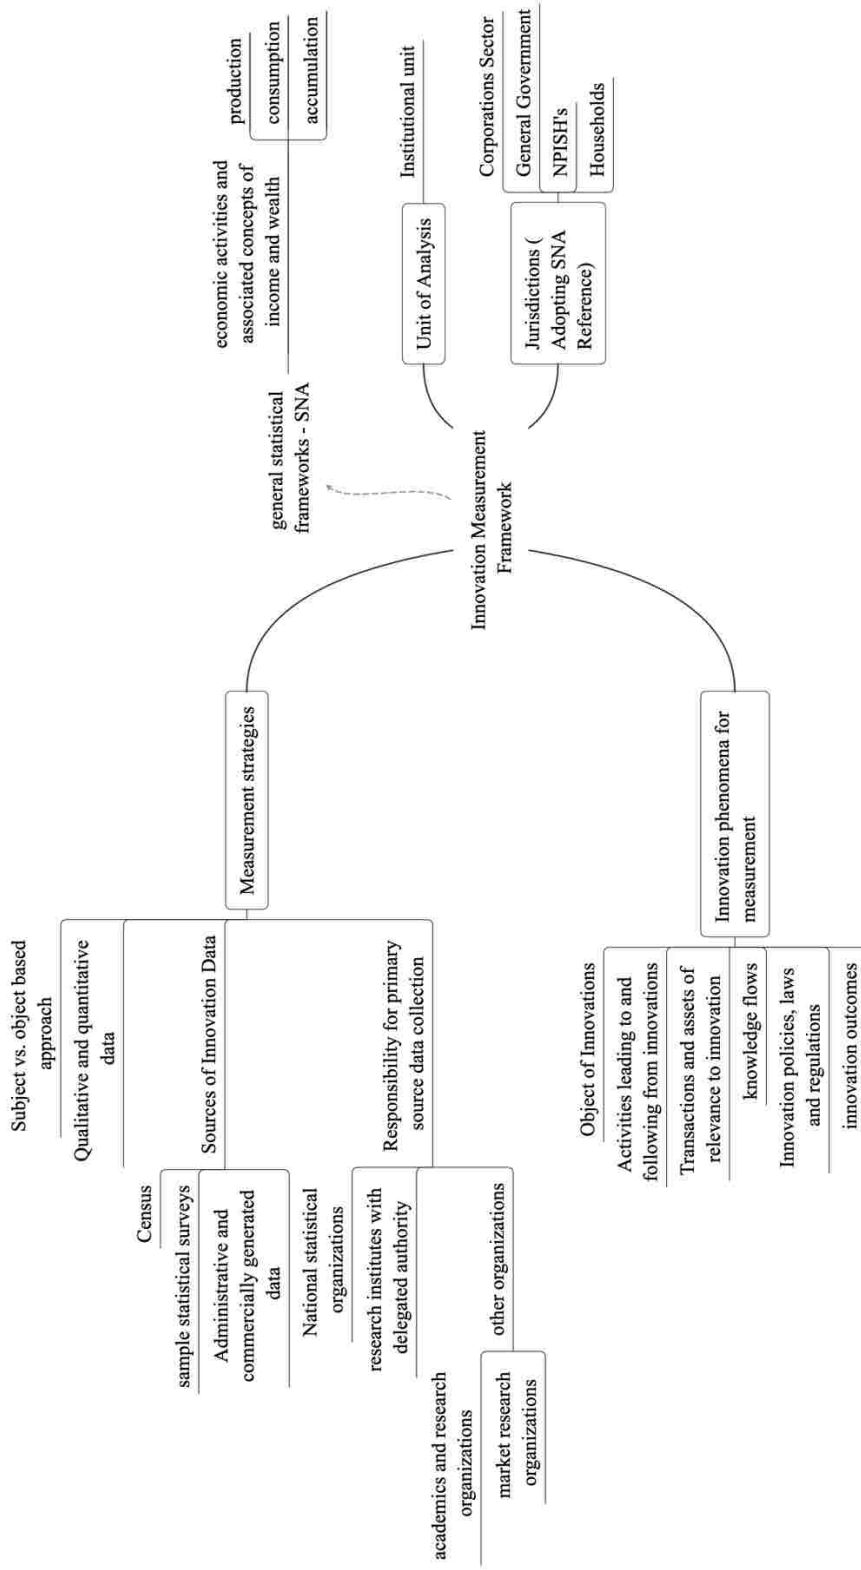 Innovation Measurement
Framework
general statistical
frameworks - SNA
economic activities and
associated concepts of
income and wealth
production
consumption
accumulation
Unit of Analysis
Institutional unit
Jurisdictions (
Adopting SNA
Reference)
Corporations Sector
General Government
NPISH's
Households
Measurement strategies
Subject vs. object based
approach
Qualitative and quantitative
data
Sources of Innovation Data
Census
sample statistical surveys
Administrative and
commercially generated
data
Responsibility for primary
source data collection
National statistical
organizations
research institutes with
delegated authority
other organizations
academics and research
organizations
market research
organizations
Innovation phenomena for
measurement
Object of Innovations
Activities leading to and
following from innovations
Transactions and assets of
relevance to innovation
knowledge flows
Innovation policies, laws
and regulations
innovation outcomes